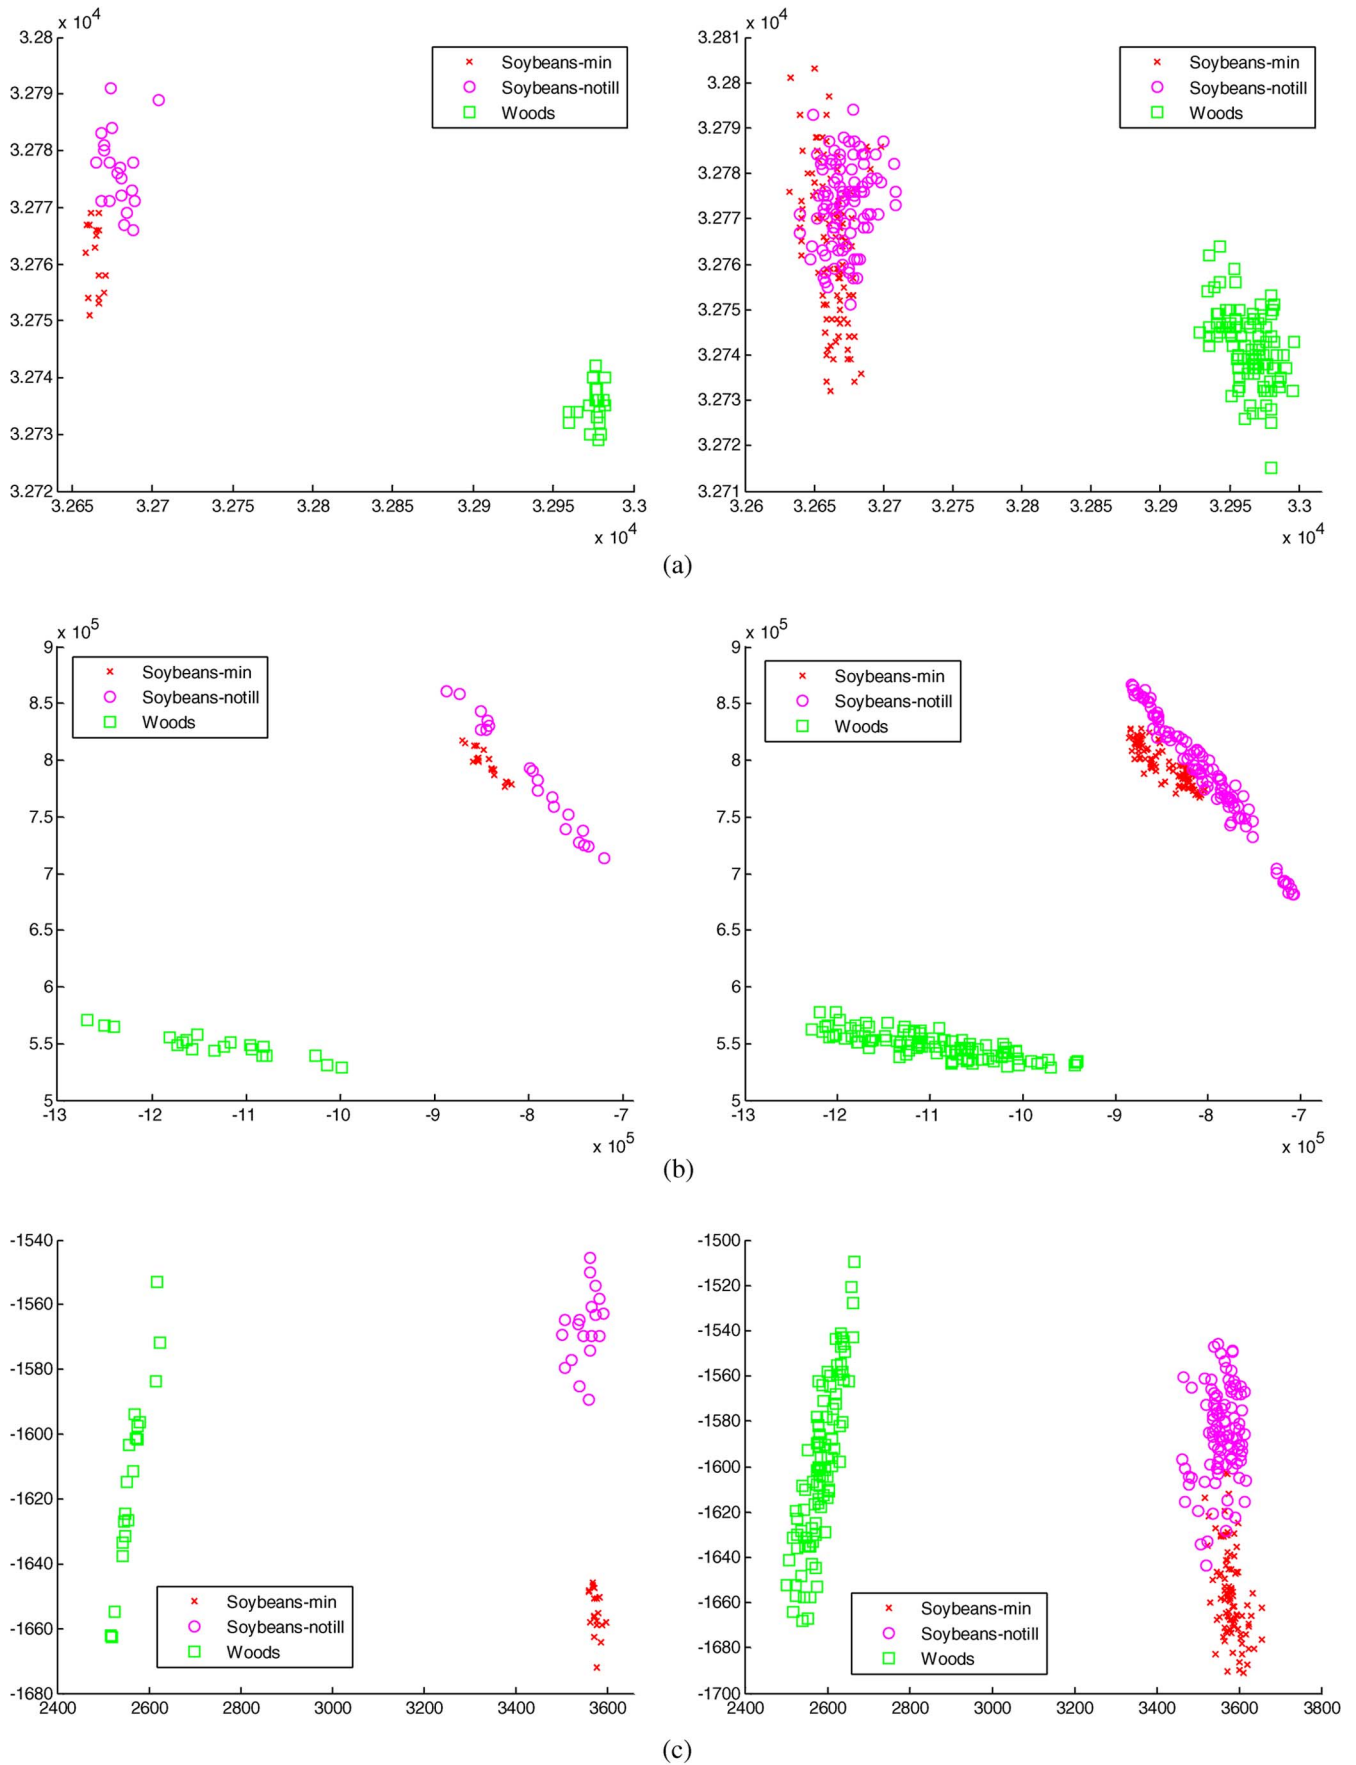 x 10^4
3.28
3.279
3.278
3.277
3.276
3.275
3.274
3.273
3.272
3.265 3.27 3.275 3.28 3.285 3.29 3.295 3.3
x 10^4
Soybeans-min
Soybeans-notill
Woods
x 10^4
3.281
3.28
3.279
3.278
3.277
3.276
3.275
3.274
3.273
3.272
3.271
3.26 3.265 3.27 3.275 3.28 3.285 3.29 3.295 3.3
x 10^4
Soybeans-min
Soybeans-notill
Woods
(a)
x 10^5
9
8.5
8
7.5
7
6.5
6
5.5
5
-13 -12 -11 -10 -9 -8 -7
x 10^5
Soybeans-min
Soybeans-notill
Woods
x 10^5
9
8.5
8
7.5
7
6.5
6
5.5
5
-13 -12 -11 -10 -9 -8 -7
x 10^5
Soybeans-min
Soybeans-notill
Woods
(b)
-1540
-1560
-1580
-1600
-1620
-1640
-1660
-1680
2400 2600 2800 3000 3200 3400 3600
Soybeans-min
Soybeans-notill
Woods
-1500
-1520
-1540
-1560
-1580
-1600
-1620
-1640
-1660
-1680
-1700
2400 2600 2800 3000 3200 3400 3600 3800
Soybeans-min
Soybeans-notill
Woods
(c)